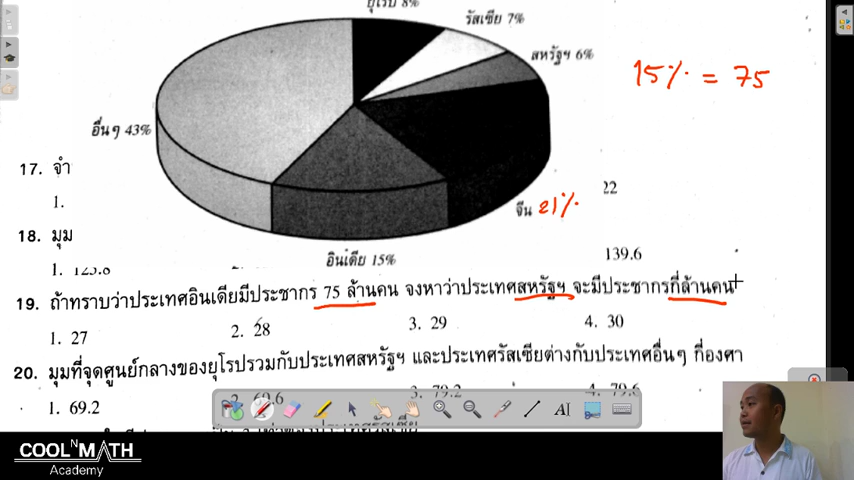 ยุโรป 8%
รัสเซีย 7%
สหรัฐฯ 6%
15% = 75
อื่นๆ 43%
17. จำ
1.
22
จีน 21%
18. มุม
อินเดีย 15%
1. 123.8
139.6
19. ถ้าทราบว่าประเทศอินเดียมีประชากร 75 ล้านคน จงหาว่าประเทศสหรัฐฯ จะมีประชากรกี่ล้านคน
1. 27 2. 28 3. 29 4. 30
20. มุมที่จุดศูนย์กลางของยุโรปรวมกับประเทศสหรัฐฯ และประเทศรัสเซียต่างกับประเทศอื่นๆ กี่องศา
1. 69.2 2. 69.6 3. 79.2 4. 79.6
AI
COOL N MATH
Academy